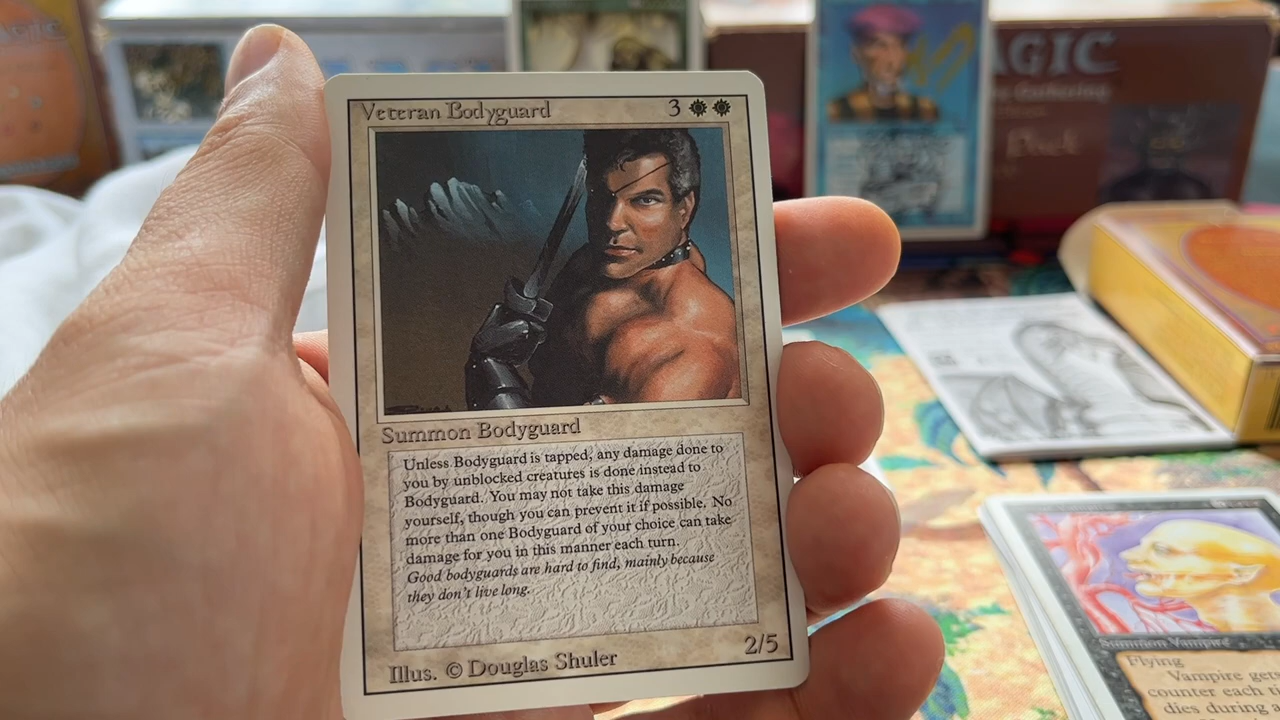 Veteran Bodyguard 3
Summon Bodyguard
Unless Bodyguard is tapped, any damage done to
you by unblocked creatures is done instead to
Bodyguard. You may not take this damage
yourself, though you can prevent it if possible. No
more than one Bodyguard of your choice can take
damage for you in this manner each turn.
Good bodyguards are hard to find, mainly because
they don't live long.
2/5
Illus. © Douglas Shuler
AGIC
Gathering
Deck
Summon Vampire
Flying
Vampire gets
counter each
dies during a